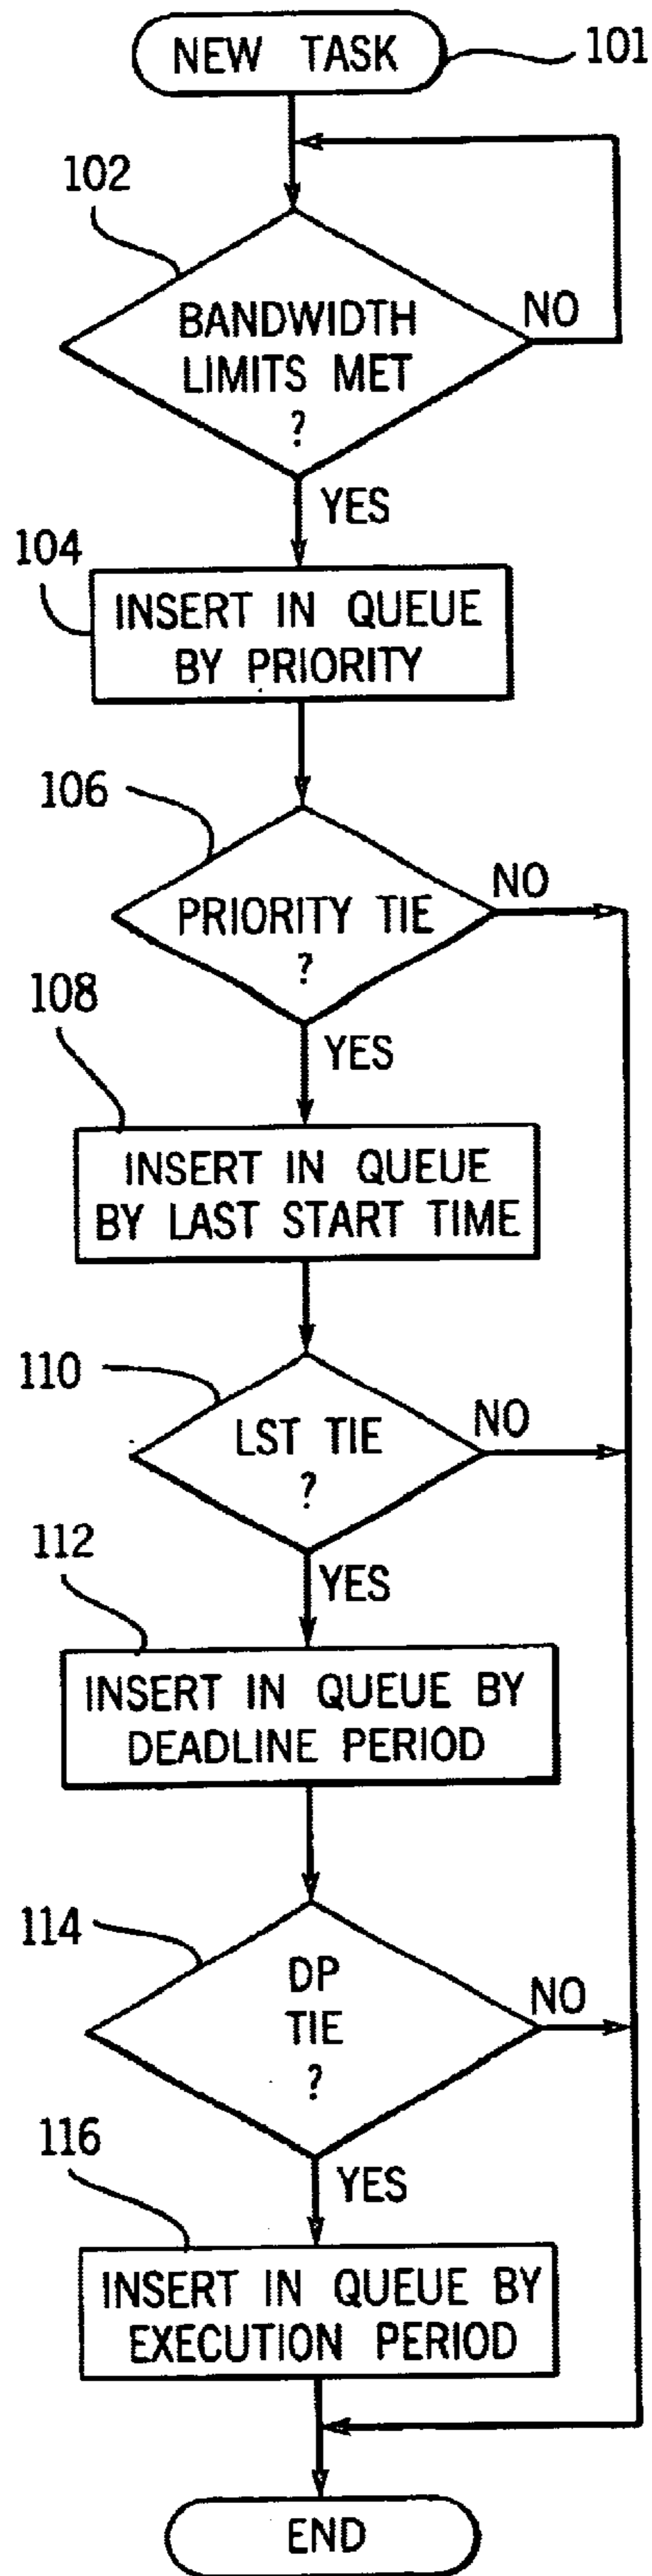 NEW TASK
101
102
BANDWIDTH
LIMITS MET
?
NO
YES
104
INSERT IN QUEUE
BY PRIORITY
106
PRIORITY TIE
?
NO
YES
108
INSERT IN QUEUE
BY LAST START TIME
110
LST TIE
?
NO
YES
112
INSERT IN QUEUE BY
DEADLINE PERIOD
114
DP
TIE
?
NO
YES
116
INSERT IN QUEUE BY
EXECUTION PERIOD
END